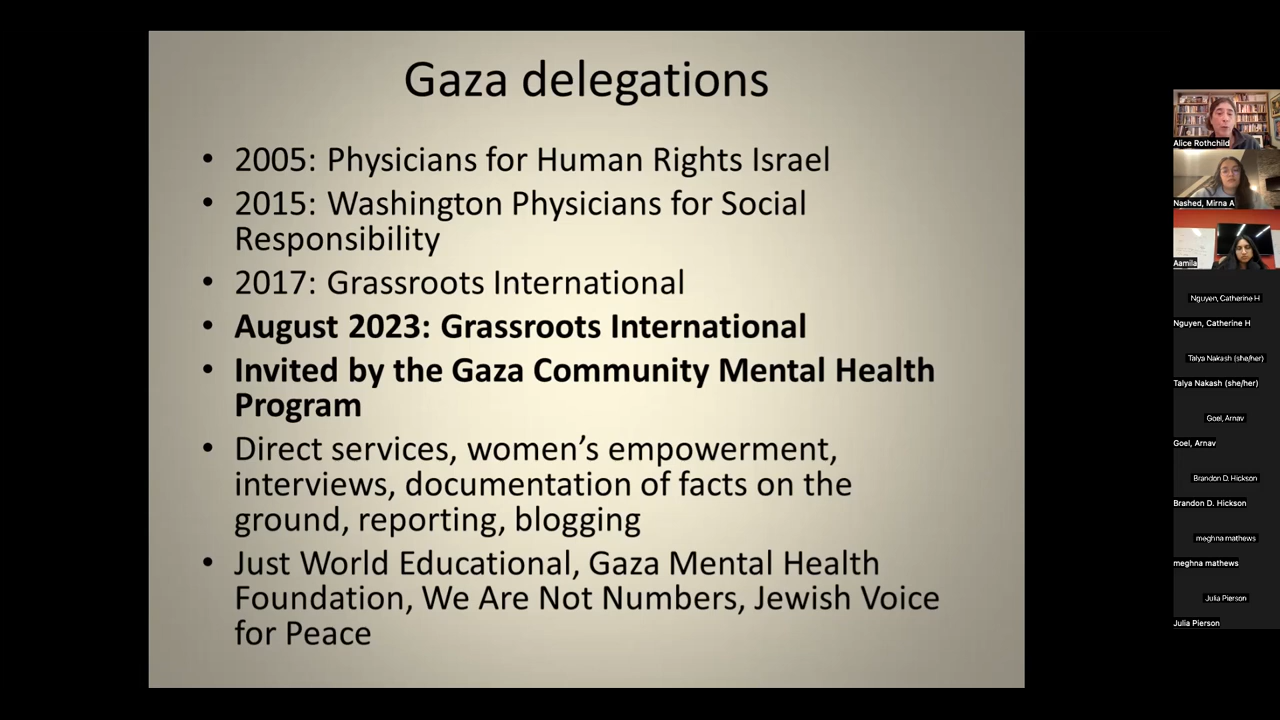 Gaza delegations
• 2005: Physicians for Human Rights Israel
• 2015: Washington Physicians for Social
Responsibility
• 2017: Grassroots International
• August 2023: Grassroots International
• Invited by the Gaza Community Mental Health
Program
• Direct services, women's empowerment,
interviews, documentation of facts on the
ground, reporting, blogging
• Just World Educational, Gaza Mental Health
Foundation, We Are Not Numbers, Jewish Voice
for Peace
Alice Rothchild
Nashed, Mirna A
Aamila
Nguyen, Catherine H
Nguyen, Catherine H
Talya Nakash (she/her)
Talya Nakash (she/her)
Goel, Arnav
Goel, Arnav
Brandon D. Hickson
Brandon D. Hickson
meghna mathews
meghna mathews
Julia Pierson
Julia Pierson